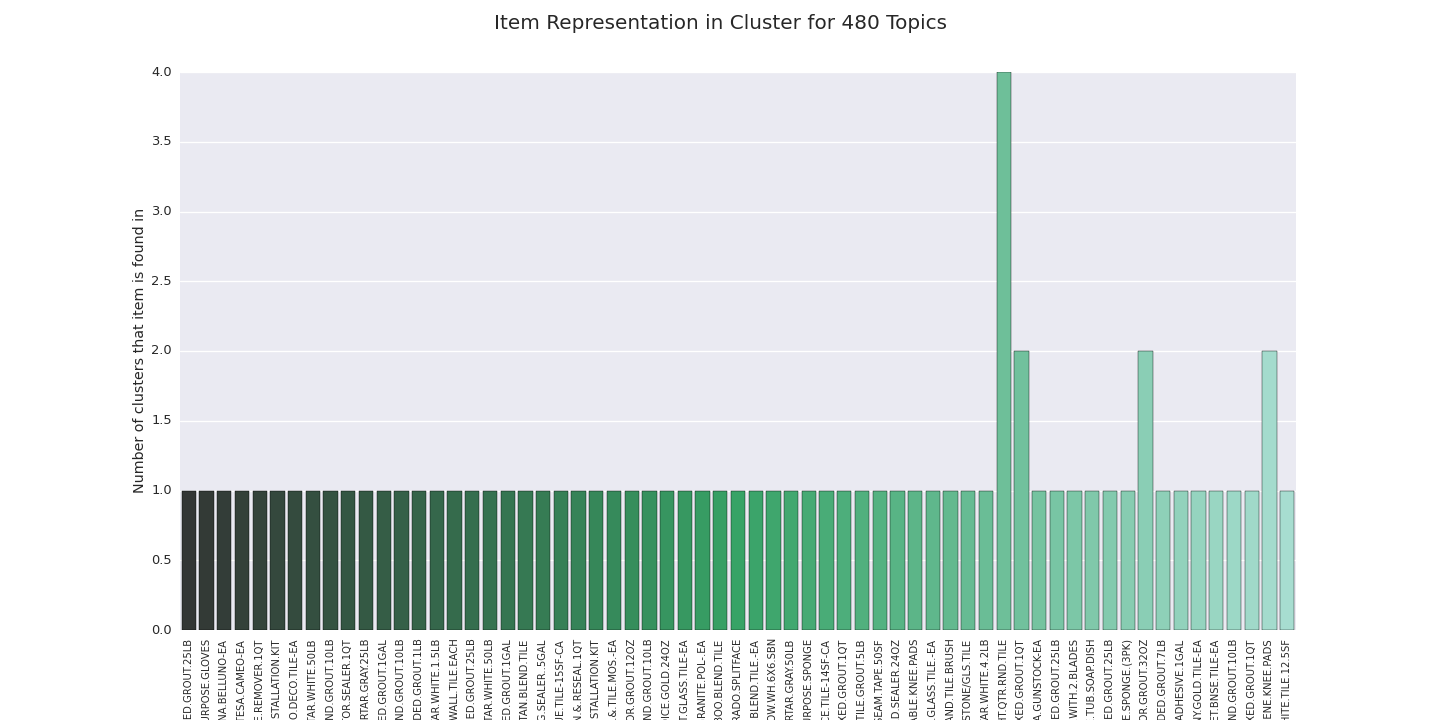 Item Representation in Cluster for 480 Topics
Number of clusters that item is found in
4.0
3.5
3.0
2.5
2.0
1.5
1.0
0.5
0.0
ED.GROUT.25LB
URPOSE.GLOVES
NA.BELLUNO-EA
TESA.CAMEO-EA
E.REMOVER.1QT
STALLATION.KIT
O.DECO.TILE-EA
TAR.WHITE.50LB
ND.GROUT.10LB
TOR.SEALER.1QT
RTAR.GRAY.25LB
ED.GROUT.1GAL
ND.GROUT.10LB
DED.GROUT.1LB
AR.WHITE.1.5LB
WALL.TILE.EACH
ED.GROUT.25LB
TAR.WHITE.50LB
ED.GROUT.1GAL
TAN.BLEND.TILE
G.SEALER..5GAL
UE.TILE-15SF-CA
N.&.RESEAL.1QT
STALLATION.KIT
&.TILE.MOS.-EA
OR.GROUT.12OZ
ND.GROUT.10LB
ICE.GOLD.24OZ
T.GLASS.TILE-EA
RANITE.POL-.EA
BOO.BLEND.TILE
RADO.SPLITFACE
BLEND.TILE.-EA
OW.WH.6X6.SBN
RTAR.GRAY.50LB
URPOSE.SPONGE
CE.TILE-14SF-CA
XED.GROUT.1QT
TILE.GROUT.5LB
SEAM.TAPE.50SF
D.SEALER.24OZ
ABLE.KNEE.PADS
.GLASS.TILE.-EA
AND.TILE.BRUSH
STONE/GLS.TILE
AR.WHITE.4.2LB
IT.QTR.RND.TILE
XED.GROUT.1QT
A.GUNSTOCK-EA
ED.GROUT.25LB
WITH.2.BLADES
.TUB.SOAP.DISH
ED.GROUT.25LB
E.SPONGE.(3PK)
OR.GROUT.32OZ
DED.GROUT.7LB
ADHESIVE.1GAL
NY.GOLD.TILE-EA
ET.BNSE.TILE-EA
ND.GROUT.10LB
XED.GROUT.1QT
ENE.KNEE.PADS
HITE.TILE.12.5SF